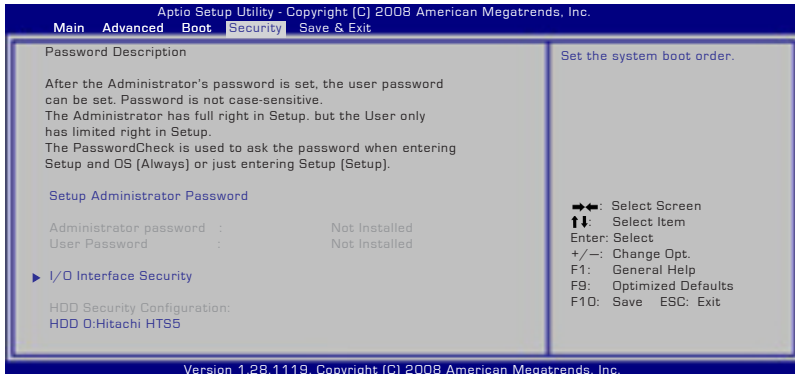 Aptio Setup Utility - Copyright (C) 2008 American Megatrends, Inc.
Main Advanced Boot Security Save & Exit
Password Description
After the Administrator's password is set, the user password
can be set. Password is not case-sensitive.
The Administrator has full right in Setup. but the User only
has limited right in Setup.
The PasswordCheck is used to ask the password when entering
Setup and OS (Always) or just entering Setup (Setup).
Setup Administrator Password
Administrator password : Not Installed
User Password : Not Installed
I/O Interface Security
HDD Security Configuration:
HDD 0:Hitachi HTS5
Set the system boot order.
→←: Select Screen
↑↓: Select Item
Enter: Select
+/—: Change Opt.
F1: General Help
F9: Optimized Defaults
F10: Save ESC: Exit
Version 1.28.1119. Copyright (C) 2008 American Megatrends, Inc.